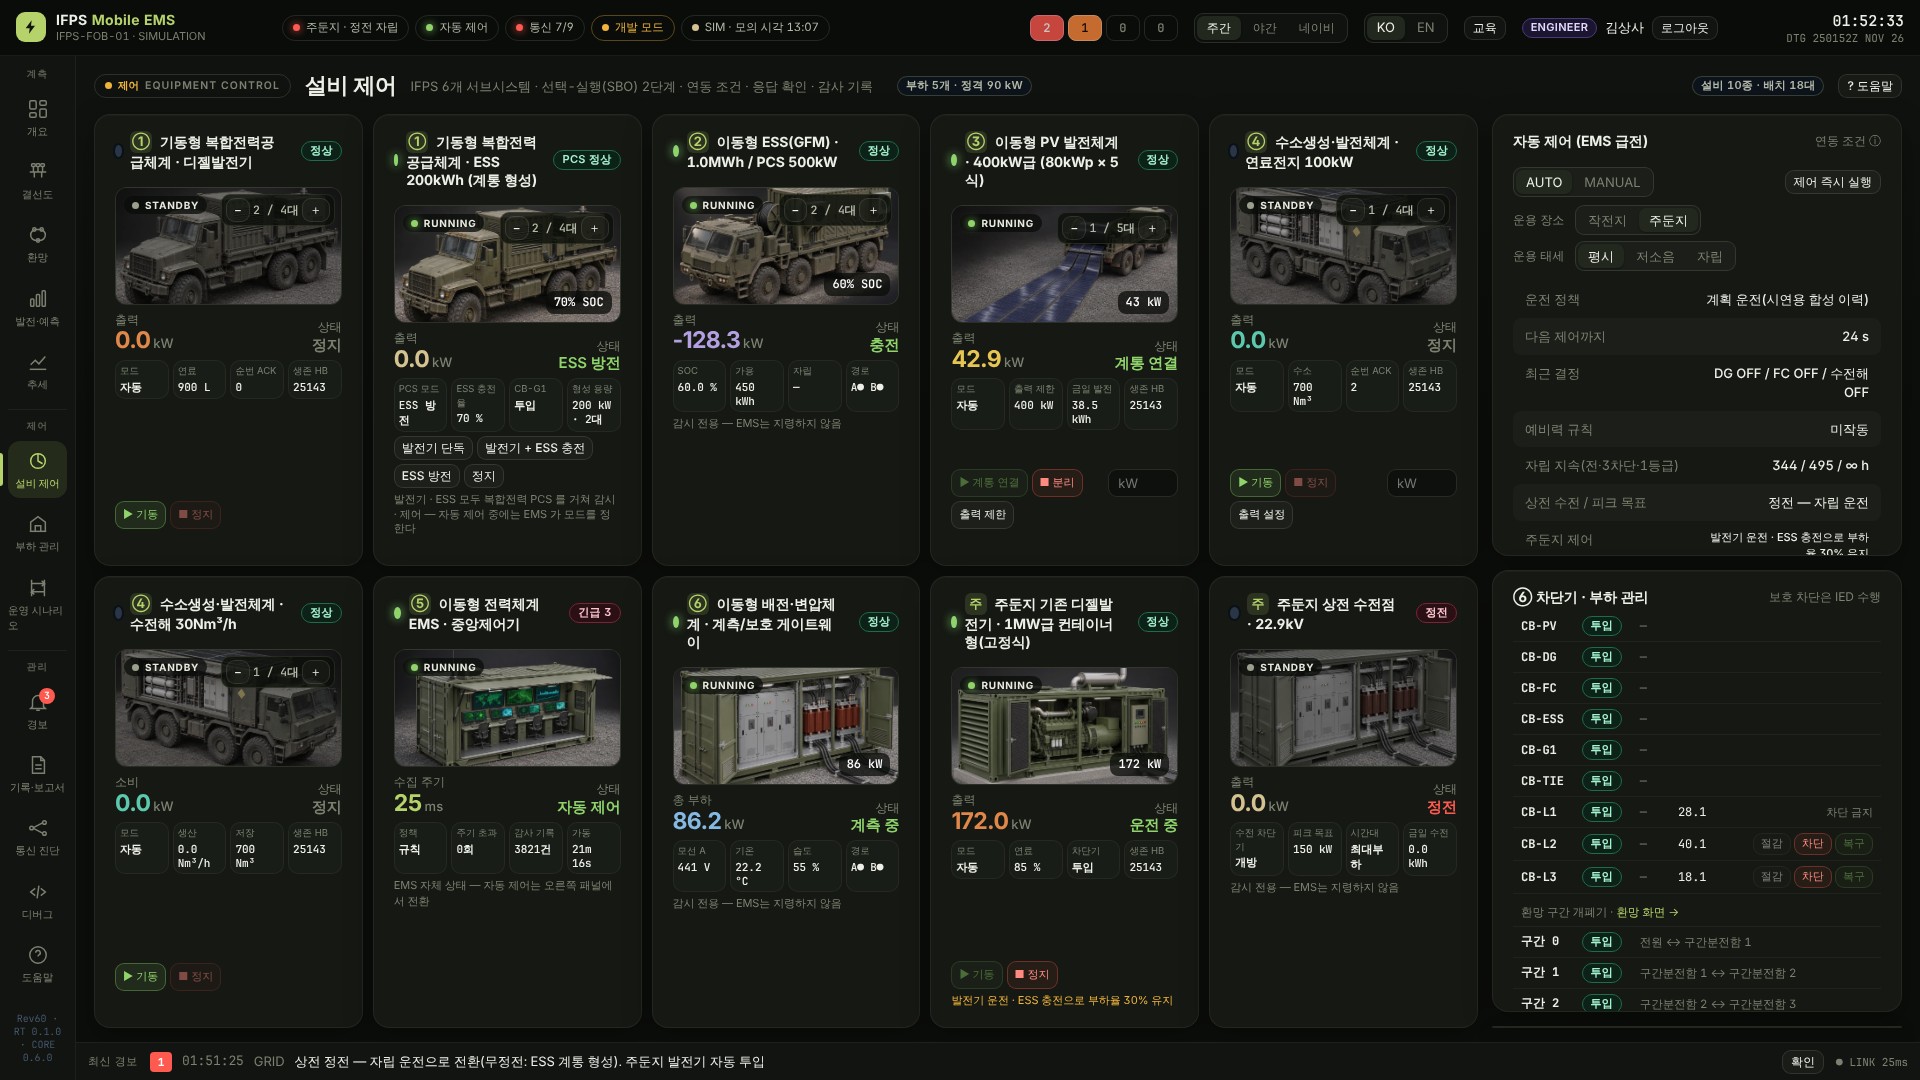 IFPS Mobile EMS
IFPS-FOB-01 · SIMULATION
주둔지 · 정전 자립
자동 제어
통신 7/9
개발 모드
SIM · 모의 시각 13:07
2 1 0 0
주간 야간 네이비
KO EN
교육
ENGINEER 김상사 로그아웃
01:52:33
DTG 250152Z NOV 26
계측
개요
결선도
환망
발전·예측
추세
제어
설비 제어
부하 관리
운영 시나리
오
관리
3
경보
기록·보고서
통신 진단
디버그
도움말
Rev60 ·
RT 0.1.0
· CORE
0.6.0
제어 EQUIPMENT CONTROL
설비 제어
IFPS 6개 서브시스템 · 선택-실행(SBO) 2단계 · 연동 조건 · 응답 확인 · 감사 기록
부하 5개 · 정격 90 kW
설비 10종 · 배치 18대
? 도움말
① 기동형 복합전력공
급체계 · 디젤발전기
정상
STANDBY
− 2 / 4대 +
출력
0.0 kW
상태
정지
모드 연료 순번 ACK 생존 HB
자동 900 L 0 25143
▶ 기동 ■ 정지
① 기동형 복합전력
공급체계 · ESS
200kWh (계통 형성)
PCS 정상
RUNNING
− 2 / 4대 +
70% SOC
출력
0.0 kW
상태
ESS 방전
PCS 모드 ESS 충전율 CB-G1 형성 용량
ESS 방전 70 % 투입 200 kW · 2대
발전기 단독 발전기 + ESS 충전
ESS 방전 정지
발전기 · ESS 모두 복합전력 PCS 를 거쳐 감시
· 제어 — 자동 제어 중에는 EMS 가 모드를 정
한다
② 이동형 ESS(GFM) ·
1.0MWh / PCS 500kW
정상
RUNNING
− 2 / 4대 +
60% SOC
출력
-128.3 kW
상태
충전
SOC 가용 자립 경로
60.0 % 450 kWh — A● B●
감시 전용 — EMS는 지령하지 않음
③ 이동형 PV 발전체계
· 400kW급 (80kWp × 5
식)
정상
RUNNING
− 1 / 5대 +
43 kW
출력
42.9 kW
상태
계통 연결
모드 출력 제한 금일 발전 생존 HB
자동 400 kW 38.5 kWh 25143
▶ 계통 연결 ■ 분리 kW
출력 제한
④ 수소생성·발전체계 ·
연료전지 100kW
정상
STANDBY
− 1 / 4대 +
출력
0.0 kW
상태
정지
모드 수소 순번 ACK 생존 HB
자동 700 Nm³ 2 25143
▶ 기동 ■ 정지 kW
출력 설정
④ 수소생성·발전체계 ·
수전해 30Nm³/h
정상
STANDBY
− 1 / 4대 +
소비
0.0 kW
상태
정지
모드 생산 저장 생존 HB
자동 0.0 Nm³/h 700 Nm³ 25143
▶ 기동 ■ 정지
⑤ 이동형 전력체계
EMS · 중앙제어기
긴급 3
RUNNING
수집 주기
25 ms
상태
자동 제어
정책 주기 초과 감사 기록 가동
규칙 0회 3821건 21m 16s
EMS 자체 상태 — 자동 제어는 오른쪽 패널에
서 전환
⑥ 이동형 배전·변압체
계 · 계측/보호 게이트웨
이
정상
RUNNING
86 kW
총 부하
86.2 kW
상태
계측 중
모선 A 기온 습도 경로
441 V 22.2 °C 55 % A● B●
감시 전용 — EMS는 지령하지 않음
주 주둔지 기존 디젤발
전기 · 1MW급 컨테이너
형(고정식)
정상
RUNNING
172 kW
출력
172.0 kW
상태
운전 중
모드 연료 차단기 생존 HB
자동 85 % 투입 25143
▶ 기동 ■ 정지
발전기 운전 · ESS 충전으로 부하율 30% 유지
주 주둔지 상전 수전점
· 22.9kV
정전
STANDBY
출력
0.0 kW
상태
정전
수전 차단기 피크 목표 시간대 금일 수전
개방 150 kW 최대부하 0.0 kWh
감시 전용 — EMS는 지령하지 않음
자동 제어 (EMS 급전)
연동 조건 ⓘ
AUTO MANUAL
제어 즉시 실행
운용 장소 작전지 주둔지
운용 태세 평시 저소음 자립
운전 정책 계획 운전(시연용 합성 이력)
다음 제어까지 24 s
최근 결정 DG OFF / FC OFF / 수전해
OFF
예비력 규칙 미작동
자립 지속(전·3차단·1등급) 344 / 495 / ∞ h
상전 수전 / 피크 목표 정전 — 자립 운전
주둔지 제어 발전기 운전 · ESS 충전으로 부하
율 30% 유지
⑥ 차단기 · 부하 관리
보호 차단은 IED 수행
CB-PV 투입 —
CB-DG 투입 —
CB-FC 투입 —
CB-ESS 투입 —
CB-G1 투입 —
CB-TIE 투입 —
CB-L1 투입 — 28.1 차단 금지
CB-L2 투입 — 40.1 절감 차단 복구
CB-L3 투입 — 18.1 절감 차단 복구
환망 구간 개폐기 · 환망 화면 →
구간 0 투입 전원 ↔ 구간분전함 1
구간 1 투입 구간분전함 1 ↔ 구간분전함 2
구간 2 투입 구간분전함 2 ↔ 구간분전함 3
최신 경보 1 01:51:25 GRID 상전 정전 — 자립 운전으로 전환(무정전: ESS 계통 형성). 주둔지 발전기 자동 투입
확인
LINK 25ms